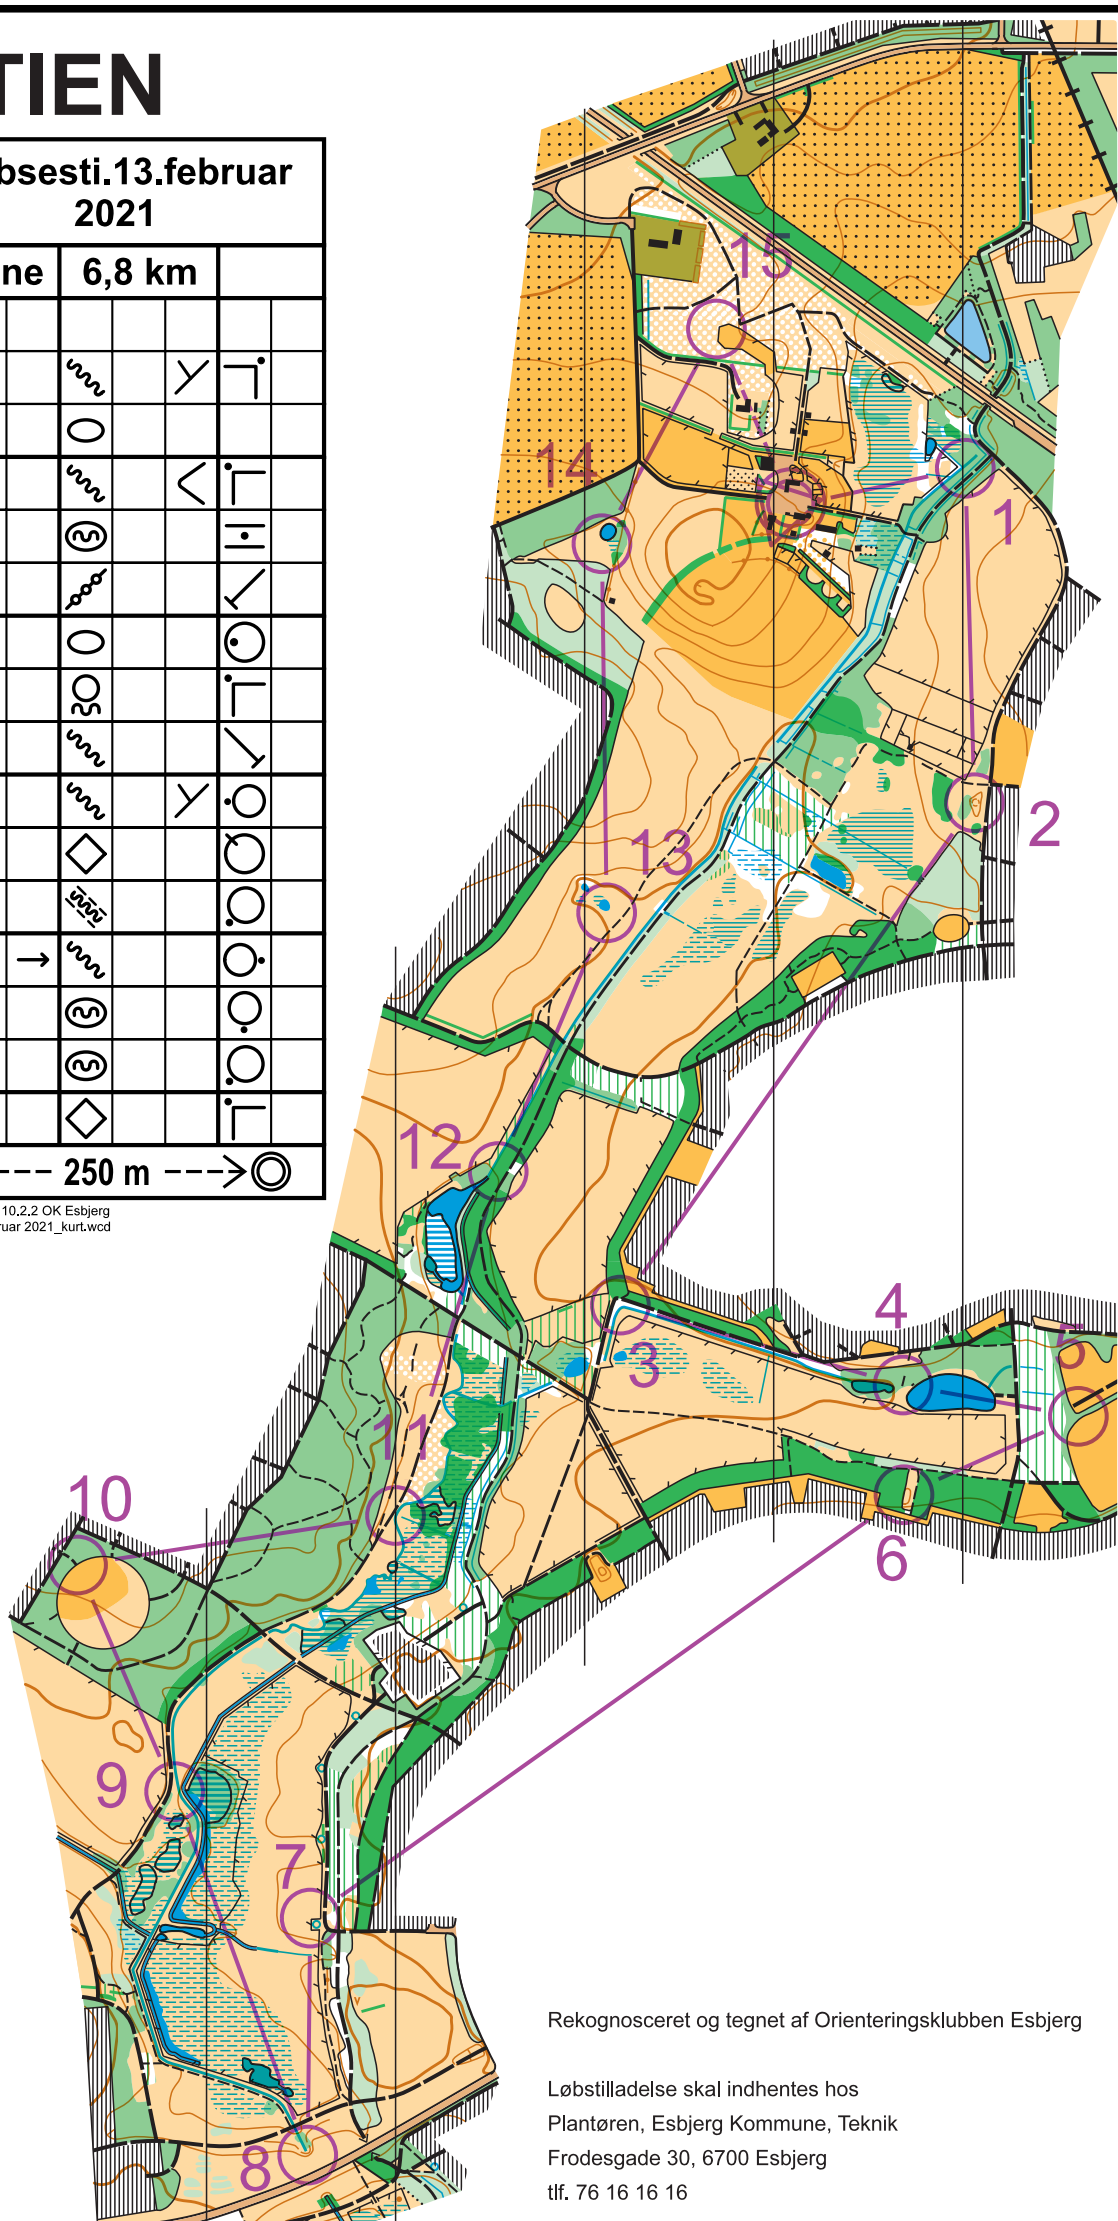 TIEN
bsesti.13.februar
2021
ne 6,8 km
250 m
10.2.2 OK Esbjerg
ruar 2021_kurt.wcd
15
14
1
2
13
12
3
4
5
11
10
6
9
7
8
Rekognosceret og tegnet af Orienteringsklubben Esbjerg
Løbstilladelse skal indhentes hos
Plantøren, Esbjerg Kommune, Teknik
Frodesgade 30, 6700 Esbjerg
tlf. 76 16 16 16